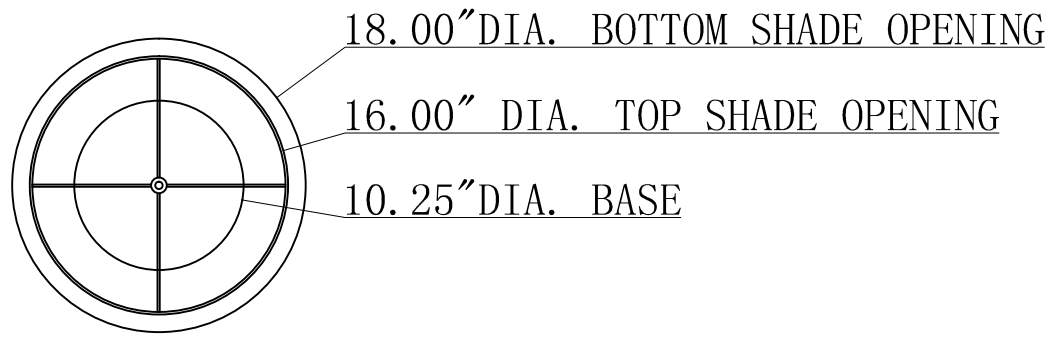 18.00″DIA. BOTTOM SHADE OPENING
16.00″ DIA. TOP SHADE OPENING
10.25″DIA. BASE